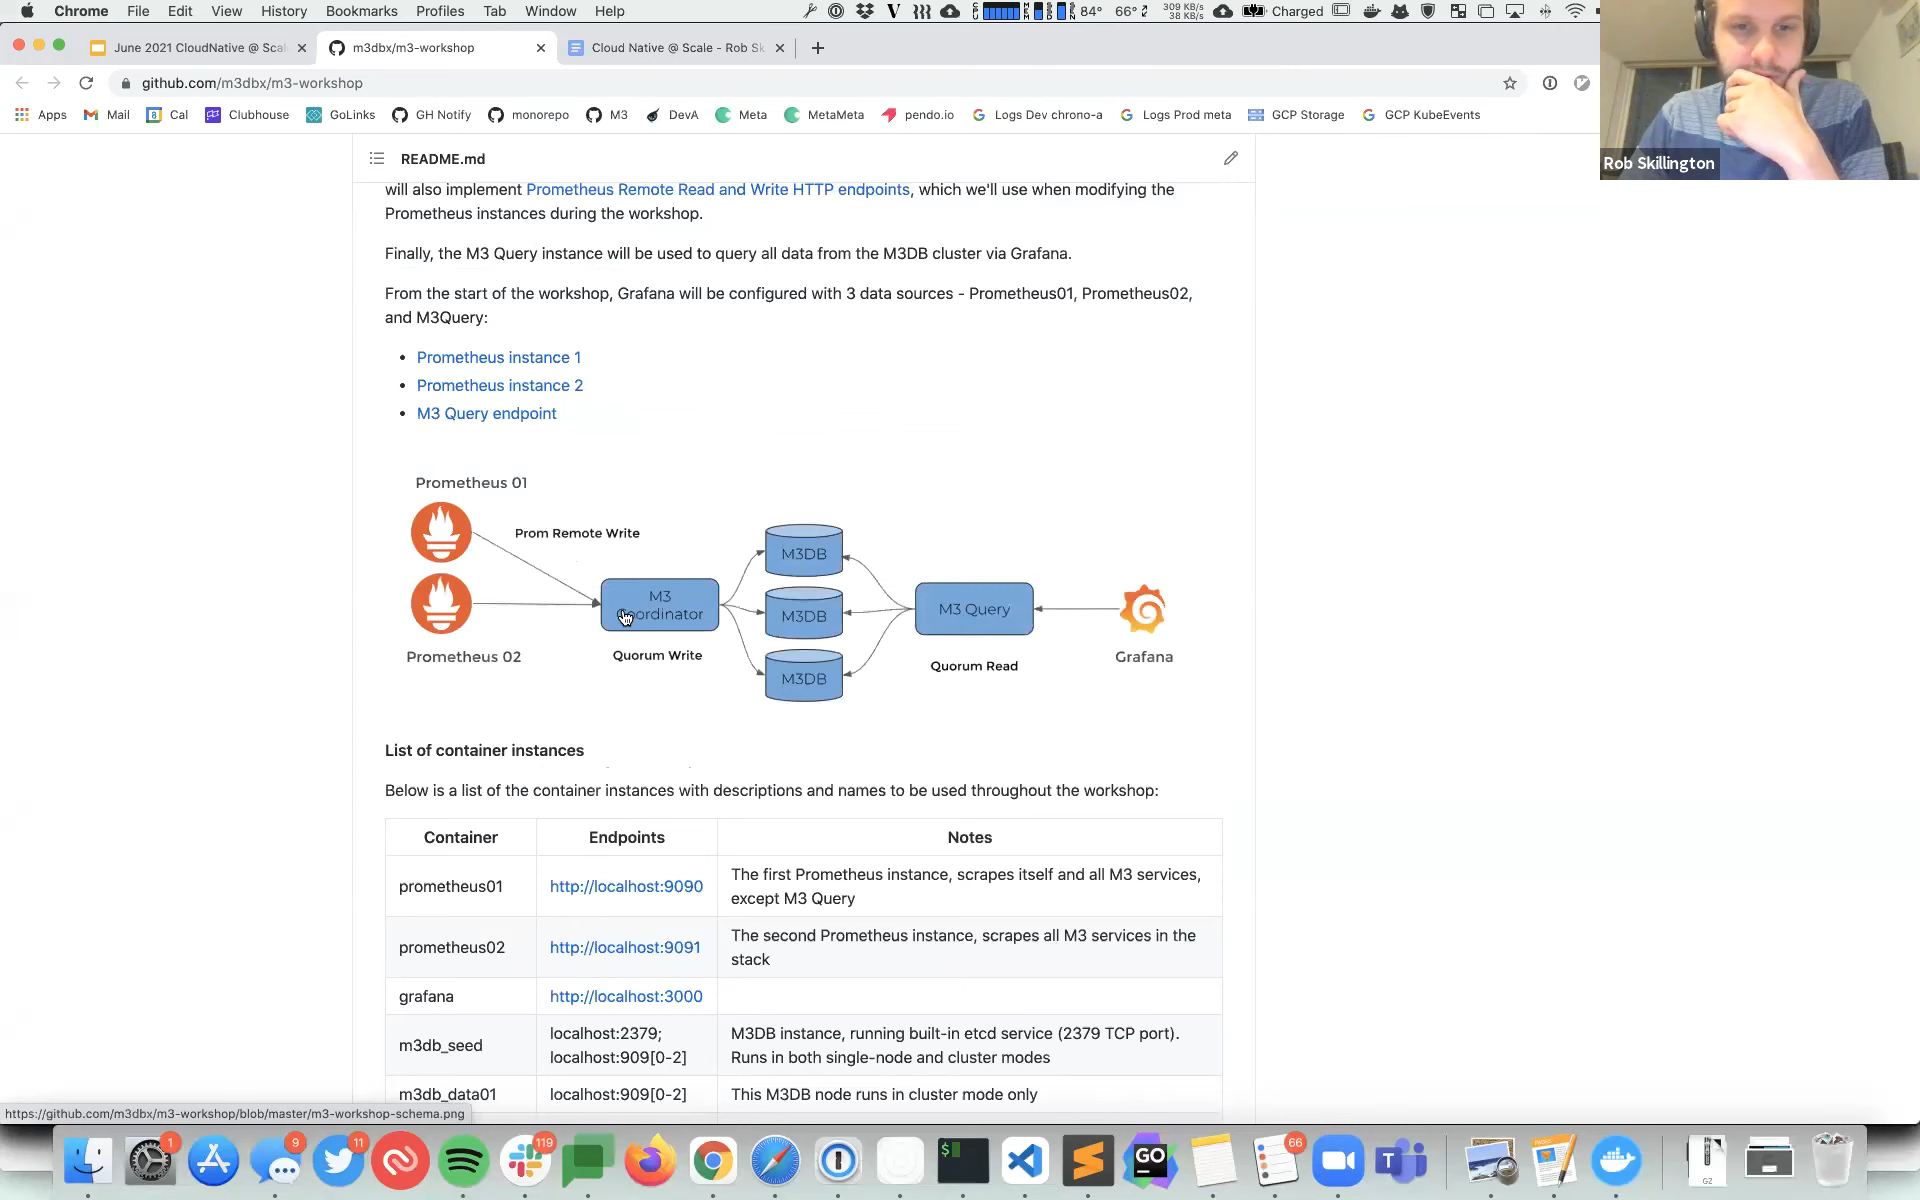 Chrome File Edit View History Bookmarks Profiles Tab Window Help 84° 66° 309 KB/s 38 KB/s Charged
June 2021 CloudNative @ Scal
m3dbx/m3-workshop
Cloud Native @ Scale - Rob Sk
github.com/m3dbx/m3-workshop
Apps Mail Cal Clubhouse GoLinks GH Notify monorepo M3 DevA Meta MetaMeta pendo.io Logs Dev chrono-a Logs Prod meta GCP Storage GCP KubeEvents
Rob Skillington
README.md
will also implement Prometheus Remote Read and Write HTTP endpoints, which we'll use when modifying the
Prometheus instances during the workshop.
Finally, the M3 Query instance will be used to query all data from the M3DB cluster via Grafana.
From the start of the workshop, Grafana will be configured with 3 data sources - Prometheus01, Prometheus02,
and M3Query:
• Prometheus instance 1
• Prometheus instance 2
• M3 Query endpoint
Prometheus 01
Prom Remote Write
M3
Coordinator
Quorum Write
Prometheus 02
M3DB
M3DB
M3DB
M3 Query
Quorum Read
Grafana
List of container instances
Below is a list of the container instances with descriptions and names to be used throughout the workshop:
Container Endpoints Notes
prometheus01 http://localhost:9090 The first Prometheus instance, scrapes itself and all M3 services,
except M3 Query
prometheus02 http://localhost:9091 The second Prometheus instance, scrapes all M3 services in the
stack
grafana http://localhost:3000
m3db_seed localhost:2379;
localhost:909[0-2] M3DB instance, running built-in etcd service (2379 TCP port).
Runs in both single-node and cluster modes
m3db_data01 localhost:909[0-2] This M3DB node runs in cluster mode only
https://github.com/m3dbx/m3-workshop/blob/master/m3-workshop-schema.png
1 9 11 119 GO 66